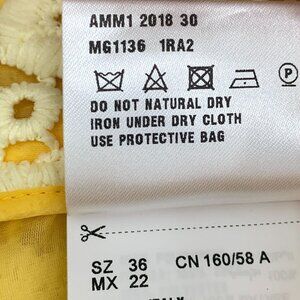 AMM1 2018 30
MG1136 1RA2
P
DO NOT NATURAL DRY
IRON UNDER DRY CLOTH
USE PROTECTIVE BAG
SZ 36 CN 160/58 A
MX 22